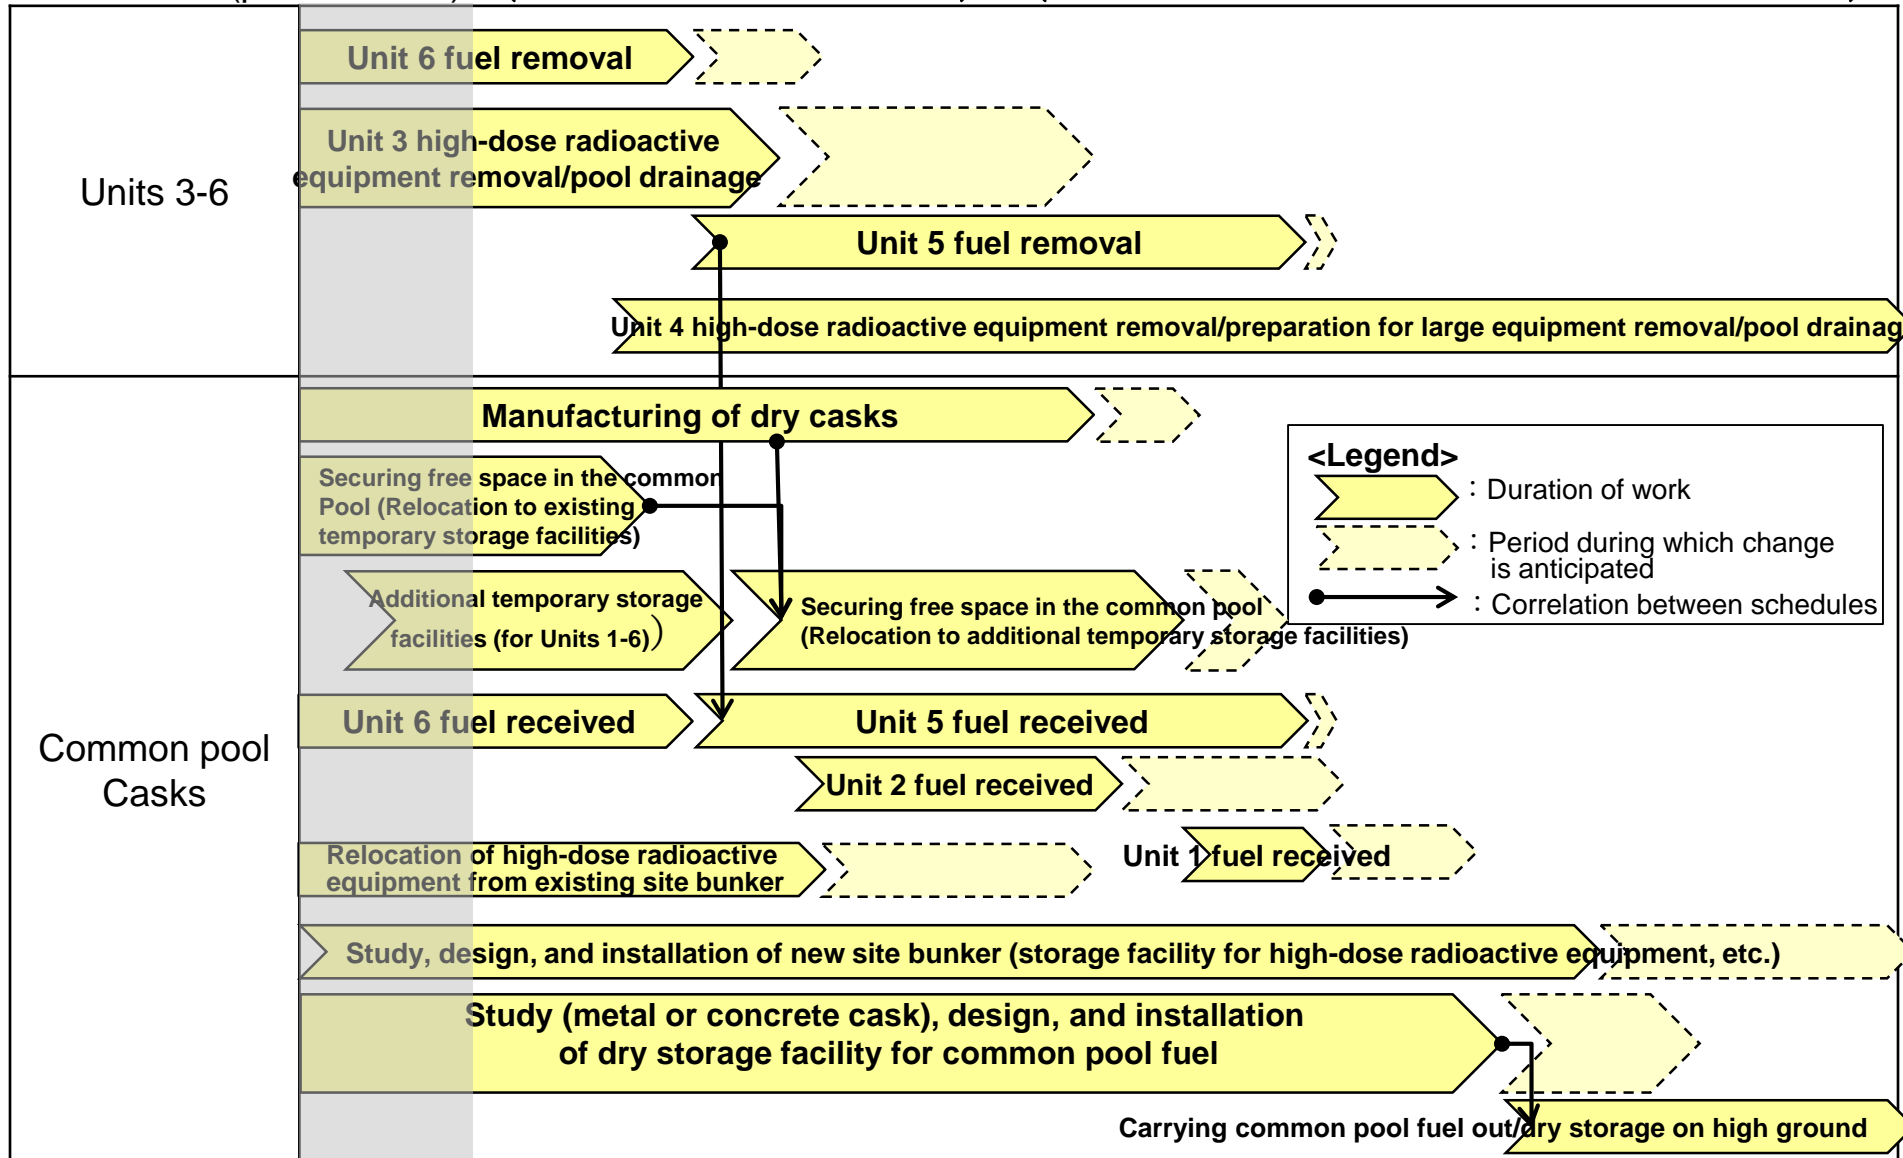 Units 3-6
Unit 6 fuel removal
Unit 3 high-dose radioactive
equipment removal/pool drainage
Unit 5 fuel removal
Unit 4 high-dose radioactive equipment removal/preparation for large equipment removal/pool drainag
Common pool
Casks
Manufacturing of dry casks
Securing free space in the common
Pool (Relocation to existing
temporary storage facilities)
Additional temporary storage
facilities (for Units 1-6)）
Securing free space in the common pool
(Relocation to additional temporary storage facilities)
<Legend>
：Duration of work
：Period during which change
is anticipated
：Correlation between schedules
Unit 6 fuel received
Unit 5 fuel received
Unit 2 fuel received
Unit 1 fuel received
Relocation of high-dose radioactive
equipment from existing site bunker
Study, design, and installation of new site bunker (storage facility for high-dose radioactive equipment, etc.)
Study (metal or concrete cask), design, and installation
of dry storage facility for common pool fuel
Carrying common pool fuel out/dry storage on high ground